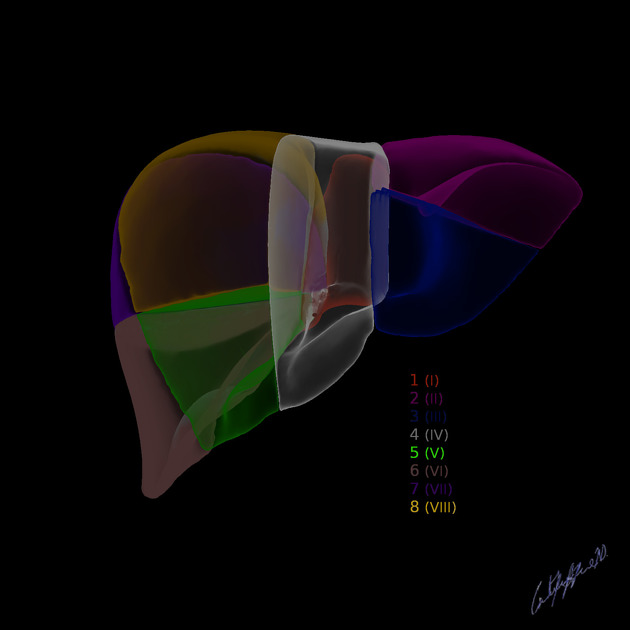 1 (I)
2 (II)
3 (III)
4 (IV)
5 (V)
6 (VI)
7 (VII)
8 (VIII)